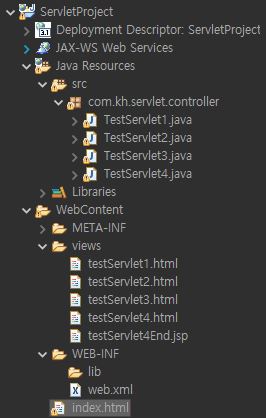 ServletProject
Deployment Descriptor: ServletProject
JAX-WS Web Services
Java Resources
src
com.kh.servlet.controller
TestServlet1.java
TestServlet2.java
TestServlet3.java
TestServlet4.java
Libraries
WebContent
META-INF
views
testServlet1.html
testServlet2.html
testServlet3.html
testServlet4.html
testServlet4End.jsp
WEB-INF
lib
web.xml
index.html